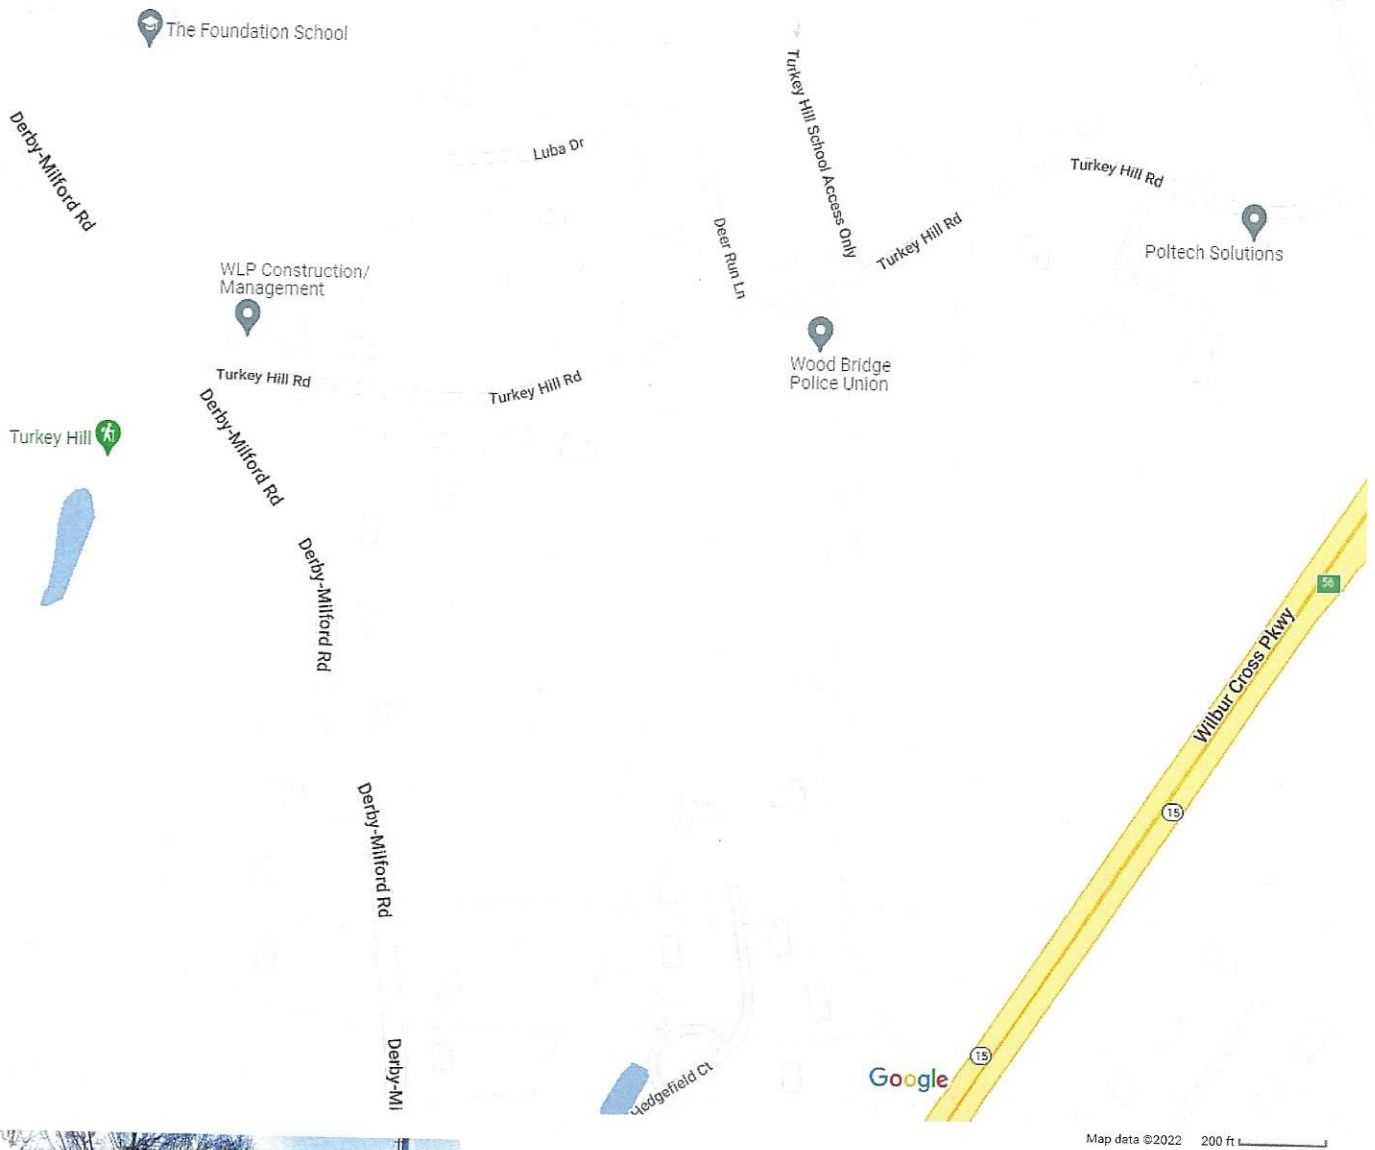 The Foundation School
Turkey Hill School Access Only
Derby-Milford Rd
Luba Dr
Turkey Hill Rd
Deer Run Ln
Turkey Hill Rd
Poltech Solutions
WLP Construction/
Management
Wood Bridge
Police Union
Turkey Hill Rd
Turkey Hill Rd
Derby-Milford Rd
Turkey Hill
Derby-Milford Rd
56
Wilbur Cross Pkwy
15
Derby-Milford Rd
Derby-Mi
15
Google
Hedgefield Ct
Map data ©2022 200 ft